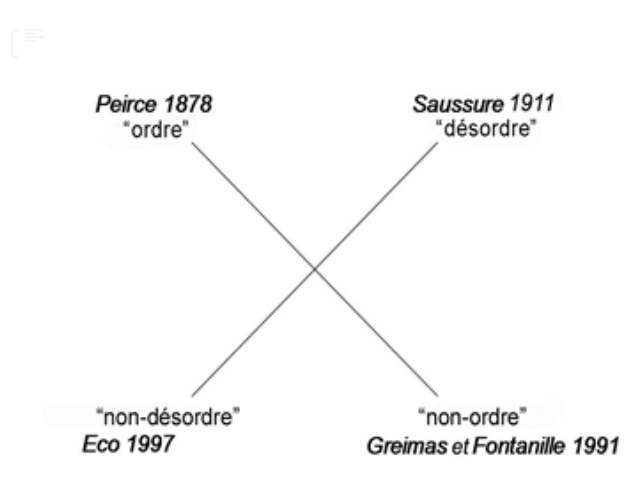 Peirce 1878
“ordre”
Saussure 1911
“désordre”
“non-désordre”
Eco 1997
“non-ordre”
Greimas et Fontanille 1991